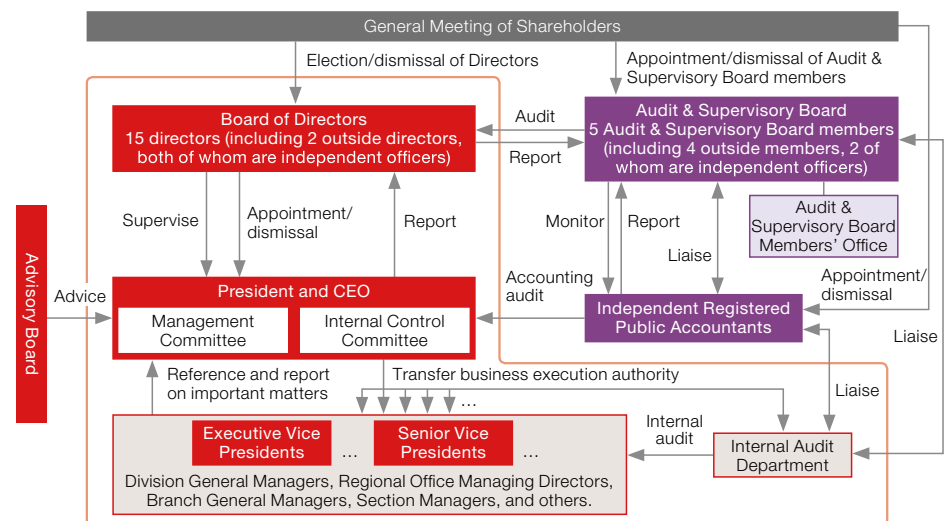 General Meeting of Shareholders
Election/dismissal of Directors
Appointment/dismissal of Audit &
Supervisory Board members
Board of Directors
15 directors (including 2 outside directors,
both of whom are independent officers)
Audit
Report
Audit & Supervisory Board
5 Audit & Supervisory Board members
(including 4 outside members, 2 of
whom are independent officers)
Audit &
Supervisory Board
Members’ Office
Supervise
Appointment/
dismissal
Report
Monitor
Report
Liaise
Appointment/
dismissal
Liaise
Advisory Board
Advice
President and CEO
Management
Committee
Internal Control
Committee
Accounting
audit
Independent Registered
Public Accountants
Liaise
Reference and report
on important matters
Transfer business execution authority
...
Executive Vice
Presidents
...
Senior Vice
Presidents
...
Division General Managers, Regional Office Managing Directors,
Branch General Managers, Section Managers, and others.
Internal
audit
Internal Audit
Department